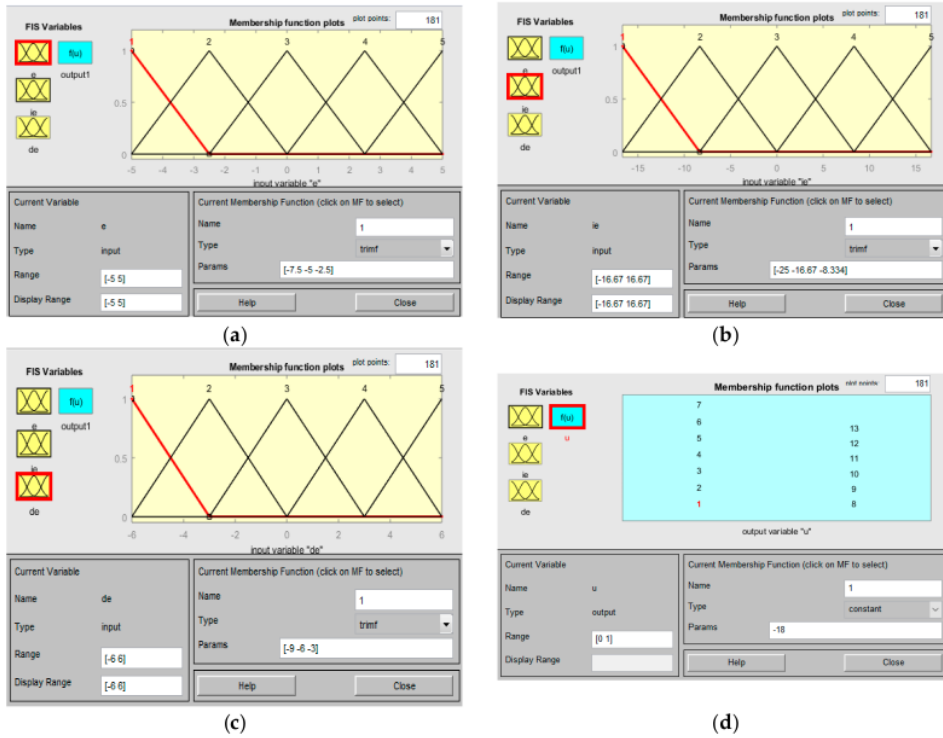 FIS Variables
Membership function plots
plot points:
181
f(u)
e
output1
ie
de
1
2
3
4
5
1
0.5
0
-5 -4 -3 -2 -1 0 1 2 3 4 5
input variable "e"
Current Variable
Name e
Type input
Range [-5 5]
Display Range [-5 5]
Current Membership Function (click on MF to select)
Name 1
Type trimf
Params [-7.5 -5 -2.5]
Help
Close
(a)
FIS Variables
Membership function plots
plot points:
181
f(u)
e
output1
ie
de
1
2
3
4
5
1
0.5
0
-15 -10 -5 0 5 10 15
input variable "ie"
Current Variable
Name ie
Type input
Range [-16.67 16.67]
Display Range [-16.67 16.67]
Current Membership Function (click on MF to select)
Name 1
Type trimf
Params [-25 -16.67 -8.334]
Help
Close
(b)
FIS Variables
Membership function plots
plot points:
181
f(u)
e
output1
ie
de
1
2
3
4
5
1
0.5
0
-6 -4 -2 0 2 4 6
input variable "de"
Current Variable
Name de
Type input
Range [-6 6]
Display Range [-6 6]
Current Membership Function (click on MF to select)
Name 1
Type trimf
Params [-9 -6 -3]
Help
Close
(c)
FIS Variables
Membership function plots
plot points:
181
f(u)
e
u
ie
de
7
6
5
4
3
2
1
13
12
11
10
9
8
output variable "u"
Current Variable
Name u
Type output
Range [0 1]
Display Range
Current Membership Function (click on MF to select)
Name 1
Type constant
Params -18
Help
Close
(d)